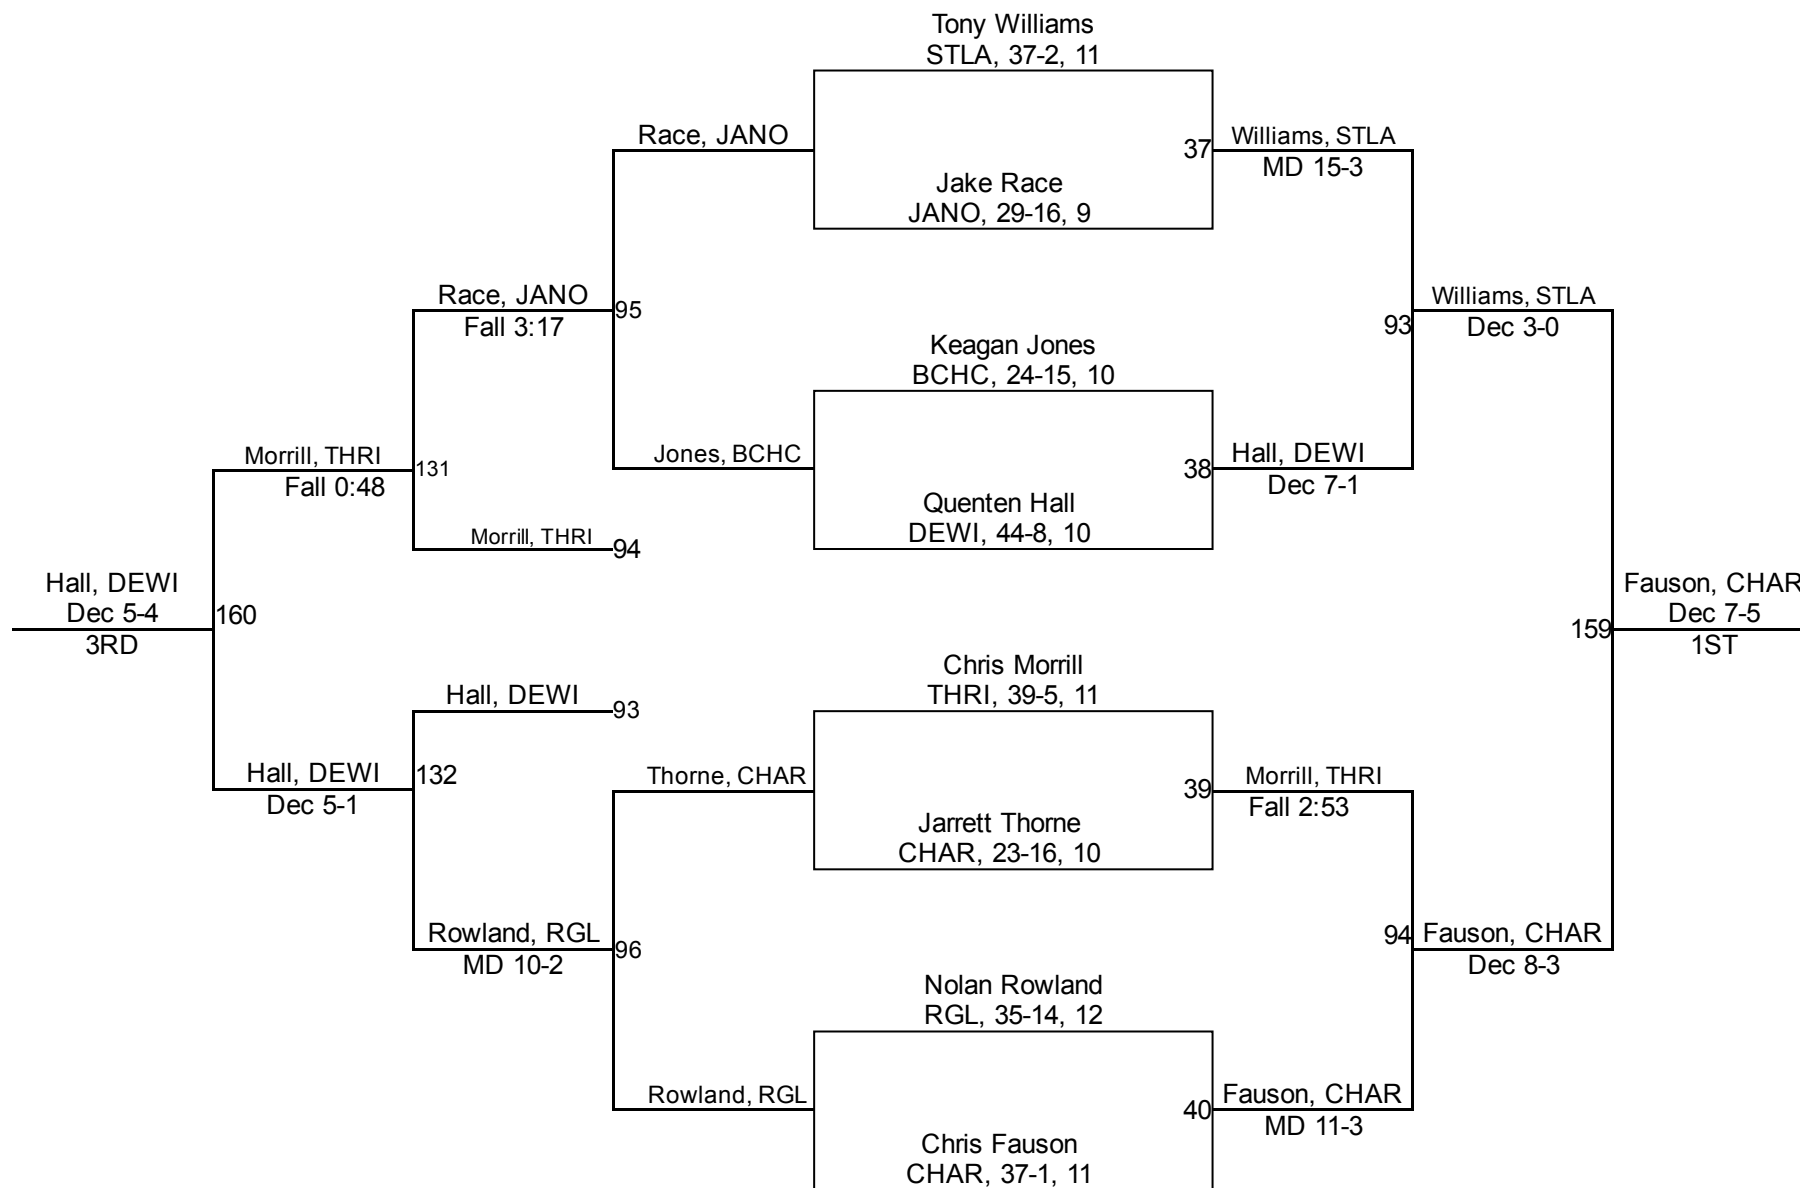 Tony Williams
STLA, 37-2, 11
Race, JANO
37
Williams, STLA
MD 15-3
Jake Race
JANO, 29-16, 9
Race, JANO
Fall 3:17
95
Williams, STLA
Dec 3-0
93
Keagan Jones
BCHC, 24-15, 10
Morrill, THRI
Fall 0:48
131
Jones, BCHC
38
Hall, DEWI
Dec 7-1
Quenten Hall
DEWI, 44-8, 10
Morrill, THRI
94
Hall, DEWI
Dec 5-4
3RD
160
159
Fauson, CHAR
Dec 7-5
1ST
Chris Morrill
THRI, 39-5, 11
Hall, DEWI
93
Hall, DEWI
Dec 5-1
132
Thorne, CHAR
39
Morrill, THRI
Fall 2:53
Jarrett Thorne
CHAR, 23-16, 10
Rowland, RGL
MD 10-2
96
94
Fauson, CHAR
Dec 8-3
Nolan Rowland
RGL, 35-14, 12
Rowland, RGL
40
Fauson, CHAR
MD 11-3
Chris Fauson
CHAR, 37-1, 11